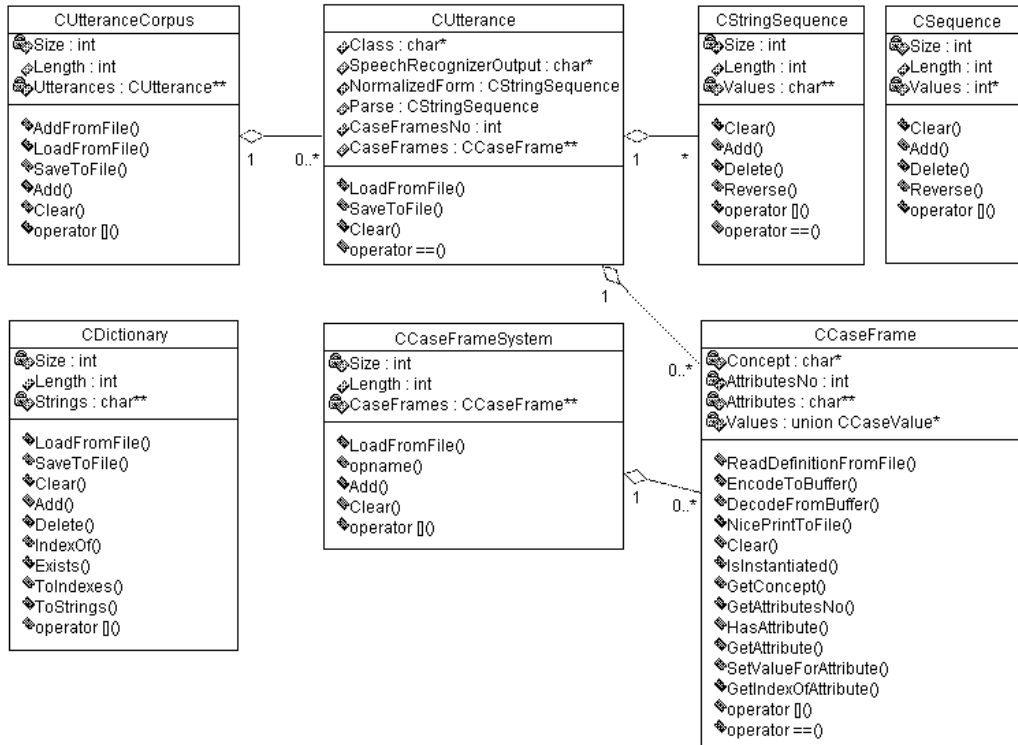 CUtteranceCorpus
Size : int
Length : int
Utterances : CUtterance**
AddFromFile()
LoadFromFile()
SaveToFile()
Add()
Clear()
operator []()
1
0..*
CUtterance
Class : char*
SpeechRecognizerOutput : char*
NormalizedForm : CStringSequence
Parse : CStringSequence
CaseFramesNo : int
CaseFrames : CCaseFrame**
LoadFromFile()
SaveToFile()
Clear()
operator ==()
1
*
CStringSequence
Size : int
Length : int
Values : char**
Clear()
Add()
Delete()
Reverse()
operator []()
operator ==()
CSequence
Size : int
Length : int
Values : int*
Clear()
Add()
Delete()
Reverse()
operator []()
1
0..*
CDictionary
Size : int
Length : int
Strings : char**
LoadFromFile()
SaveToFile()
Clear()
Add()
Delete()
IndexOf()
Exists()
ToIndexes()
ToStrings()
operator []()
CCaseFrameSystem
Size : int
Length : int
CaseFrames : CCaseFrame**
LoadFromFile()
opname()
Add()
Clear()
operator []()
1
0..*
CCaseFrame
Concept : char*
AttributesNo : int
Attributes : char**
Values : union CCaseValue*
ReadDefinitionFromFile()
EncodeToBuffer()
DecodeFromBuffer()
NicePrintToFile()
Clear()
IsInstantiated()
GetConcept()
GetAttributesNo()
HasAttribute()
GetAttribute()
SetValueForAttribute()
GetIndexOfAttribute()
operator []()
operator ==()